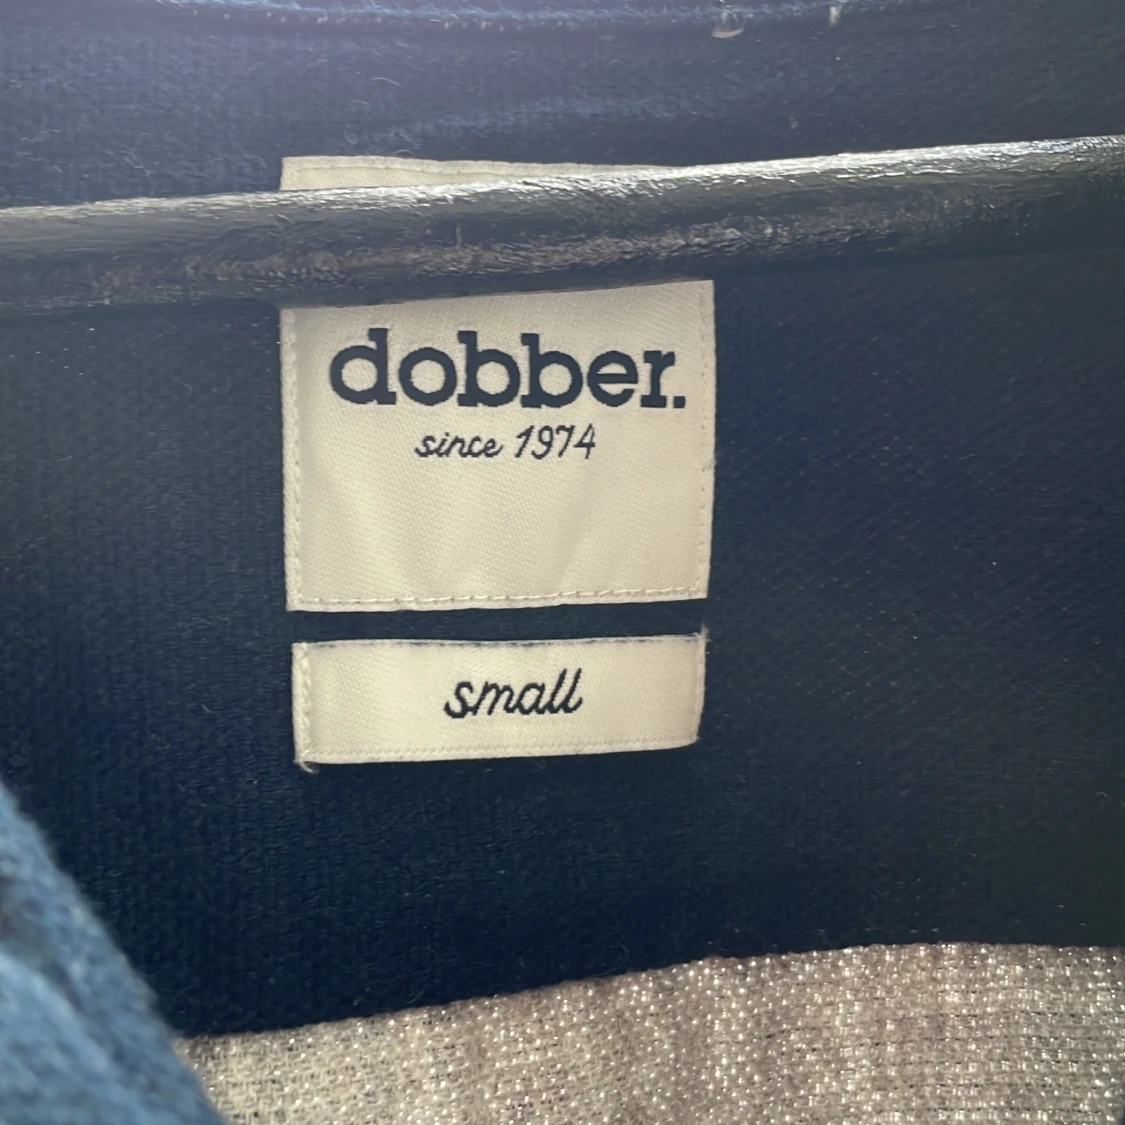 dobber.
since 1974
small